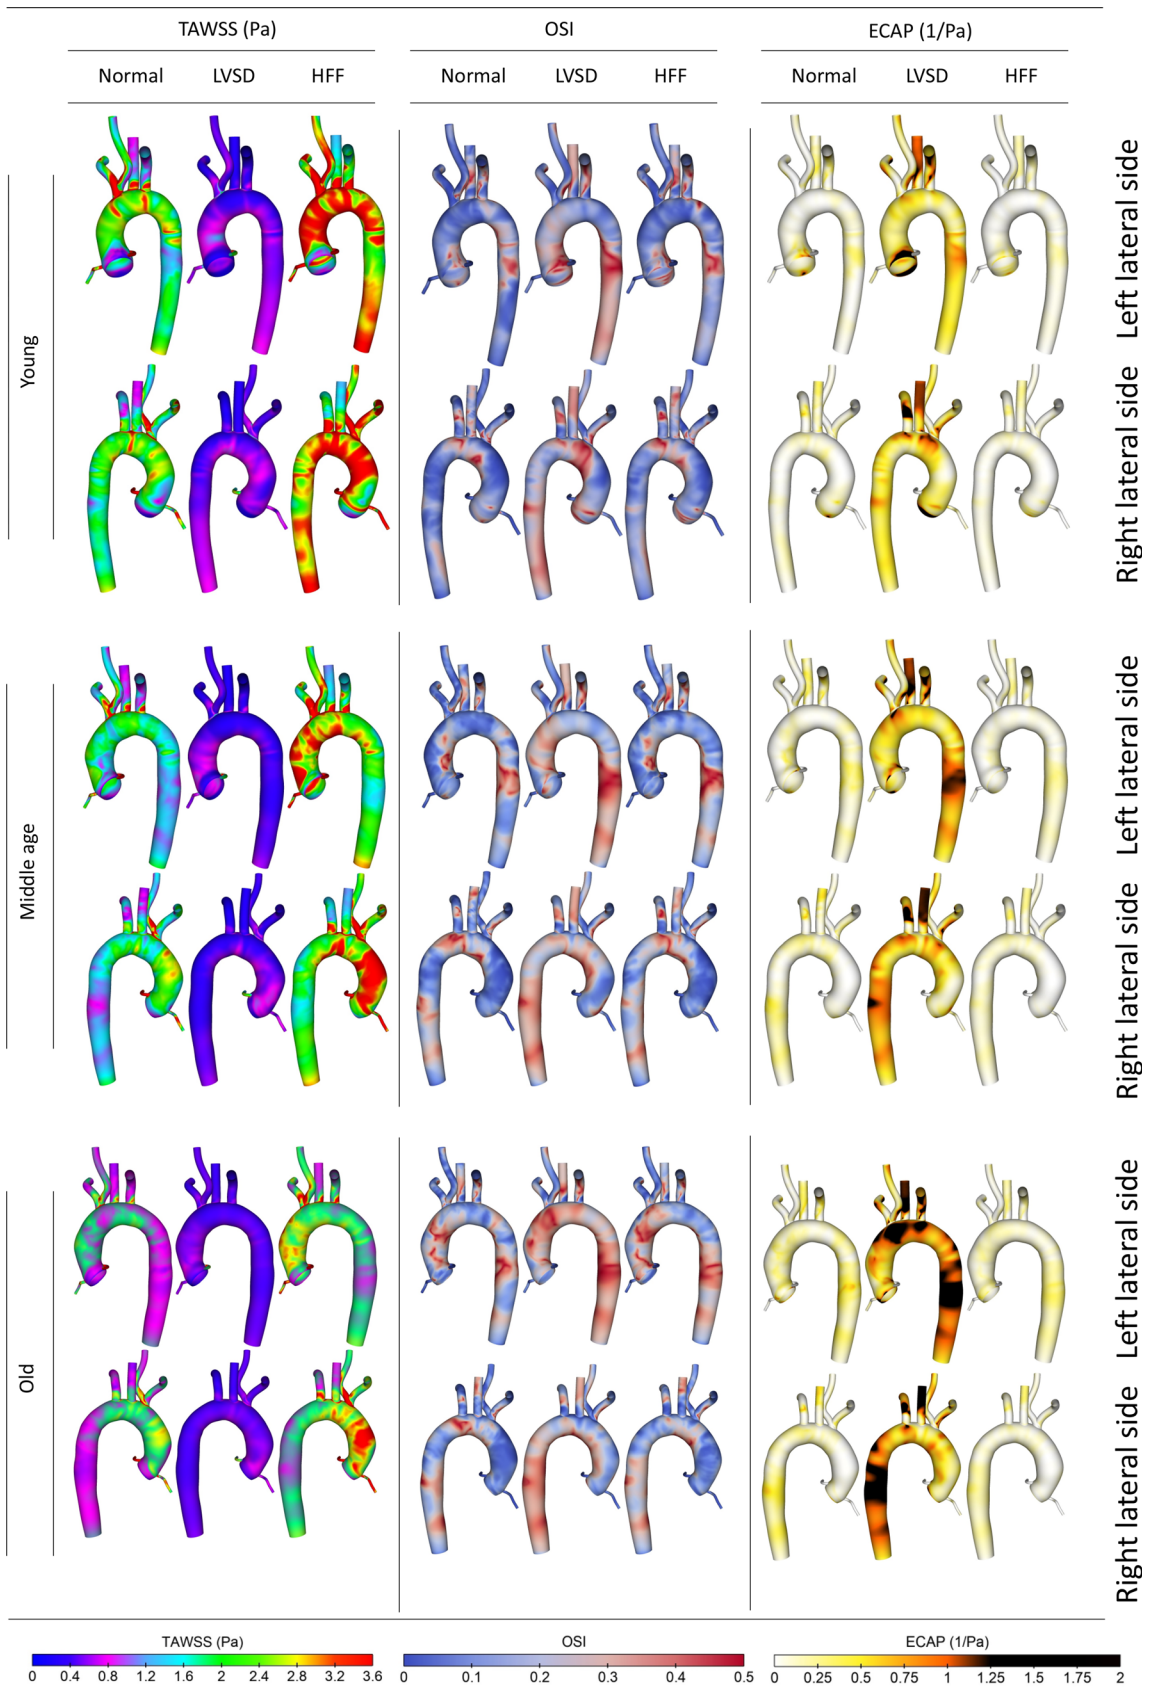 TAWSS (Pa) OSI ECAP (1/Pa)
Normal LVSD HFF Normal LVSD HFF Normal LVSD HFF
Young
Left lateral side
Right lateral side
Middle age
Left lateral side
Right lateral side
Old
Left lateral side
Right lateral side
TAWSS (Pa) OSI ECAP (1/Pa)
0 0.4 0.8 1.2 1.6 2 2.4 2.8 3.2 3.6 0 0.1 0.2 0.3 0.4 0.5 0 0.25 0.5 0.75 1 1.25 1.5 1.75 2